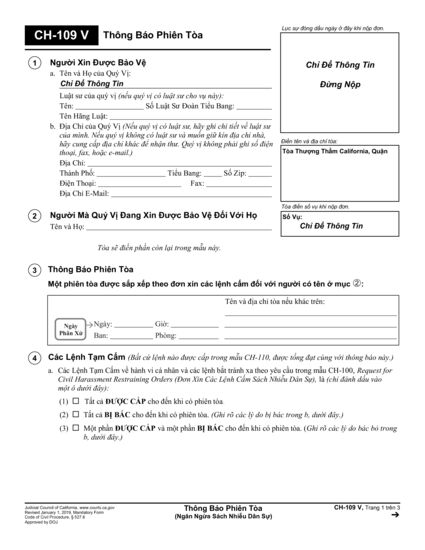 CH-109 V
Thông Báo Phiên Tòa
Lục sự đóng dấu ngày ở đây khi nộp đơn.
Chỉ Để Thông Tin
Đừng Nộp
Điền tên và địa chỉ tòa:
Tòa Thượng Thẩm California, Quận
Tòa điền số vụ khi nộp đơn.
Số Vụ:
Chỉ Để Thông Tin
1
Người Xin Được Bảo Vệ
a. Tên và Họ của Quý Vị:
Chỉ Để Thông Tin
Luật sư của quý vị (nếu quý vị có luật sư cho vụ này):
Tên: Số Luật Sư Đoàn Tiểu Bang:
Tên Hãng Luật:
b. Địa Chỉ của Quý Vị (Nếu quý vị có luật sư, hãy ghi chi tiết về luật sư
của mình. Nếu quý vị không có luật sư và muốn giữ kín địa chỉ nhà,
hãy cung cấp địa chỉ khác để nhận thư. Quý vị không phải ghi số điện
thoại, fax, hoặc e-mail.)
Địa Chỉ:
Thành Phố: Tiểu Bang: Số Zip:
Điện Thoại: Fax:
Địa Chỉ E-Mail:
2
Người Mà Quý Vị Đang Xin Được Bảo Vệ Đối Với Họ
Tên và Họ:
Tòa sẽ điền phần còn lại trong mẫu này.
3
Thông Báo Phiên Tòa
Một phiên tòa được sắp xếp theo đơn xin các lệnh cấm đối với người có tên ở mục ②:
Tên và địa chỉ tòa nếu khác trên:
Ngày
Phân Xử
Ngày: Giờ:
Ban: Phòng:
4
Các Lệnh Tạm Cấm (Bất cứ lệnh nào được cấp trong mẫu CH-110, được tống đạt cùng với thông báo này.)
a. Các Lệnh Tạm Cấm về hành vi cá nhân và các lệnh bắt tránh xa theo yêu cầu trong mẫu CH-100, Request for
Civil Harassment Restraining Orders (Đơn Xin Các Lệnh Cấm Sách Nhiễu Dân Sự), là (chỉ đánh dấu vào
một ô dưới đây):
(1) ☐ Tất cả ĐƯỢC CẤP cho đến khi có phiên tòa
(2) ☐ Tất cả BỊ BÁC cho đến khi có phiên tòa. (Ghi rõ các lý do bị bác trong b, dưới đây.)
(3) ☐ Một phần ĐƯỢC CẤP và một phần BỊ BÁC cho đến khi có phiên tòa. (Ghi rõ các lý do bác bỏ trong
b, dưới đây.)
Judicial Council of California, www.courts.ca.gov
Revised January 1, 2019, Mandatory Form
Code of Civil Procedure, § 527.6
Approved by DOJ
Thông Báo Phiên Tòa
(Ngăn Ngừa Sách Nhiễu Dân Sự)
CH-109 V, Trang 1 trên 3